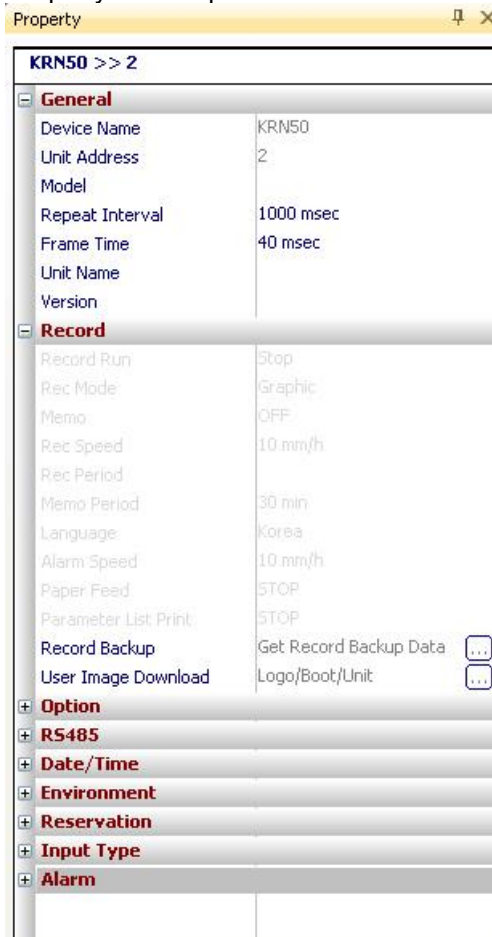 Property
KRN50 >> 2
General
Device Name KRN50
Unit Address 2
Model
Repeat Interval 1000 msec
Frame Time 40 msec
Unit Name
Version
Record
Record Run Stop
Rec Mode Graphic
Memo OFF
Rec Speed 10 mm/h
Rec Period
Memo Period 30 min
Language Korea
Alarm Speed 10 mm/h
Paper Feed STOP
Parameter List Print STOP
Record Backup Get Record Backup Data ...
User Image Download Logo/Boot/Unit ...
Option
RS485
Date/Time
Environment
Reservation
Input Type
Alarm